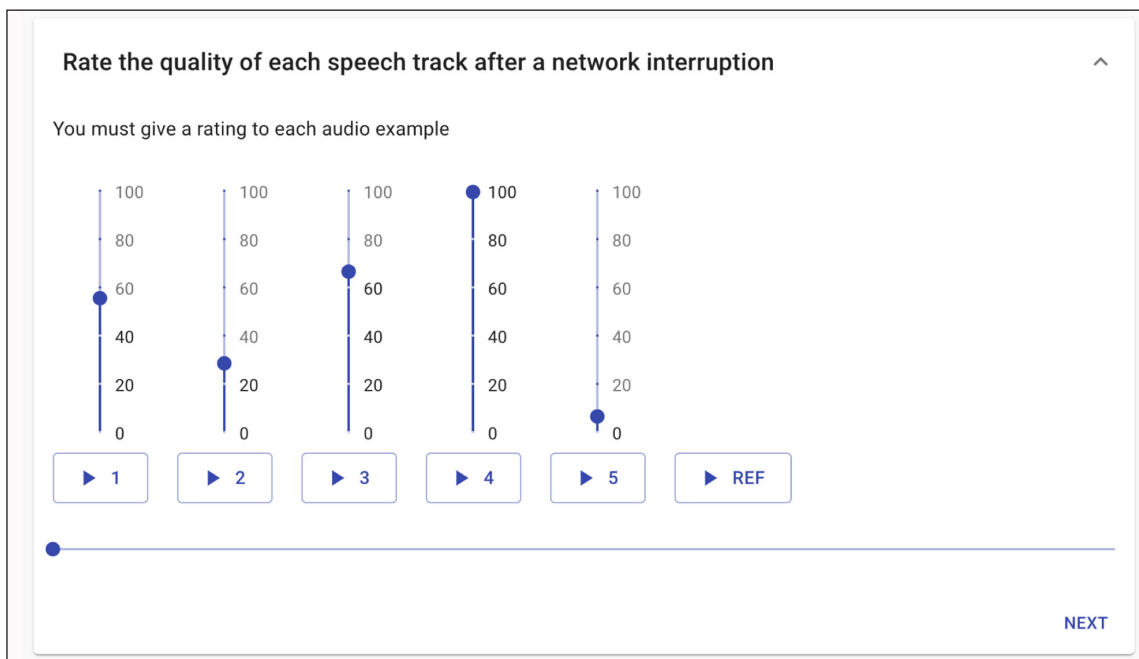 Rate the quality of each speech track after a network interruption
You must give a rating to each audio example
100 100 100 100 100
80 80 80 80 80
60 60 60 60 60
40 40 40 40 40
20 20 20 20 20
0 0 0 0 0
1 2 3 4 5 REF
NEXT